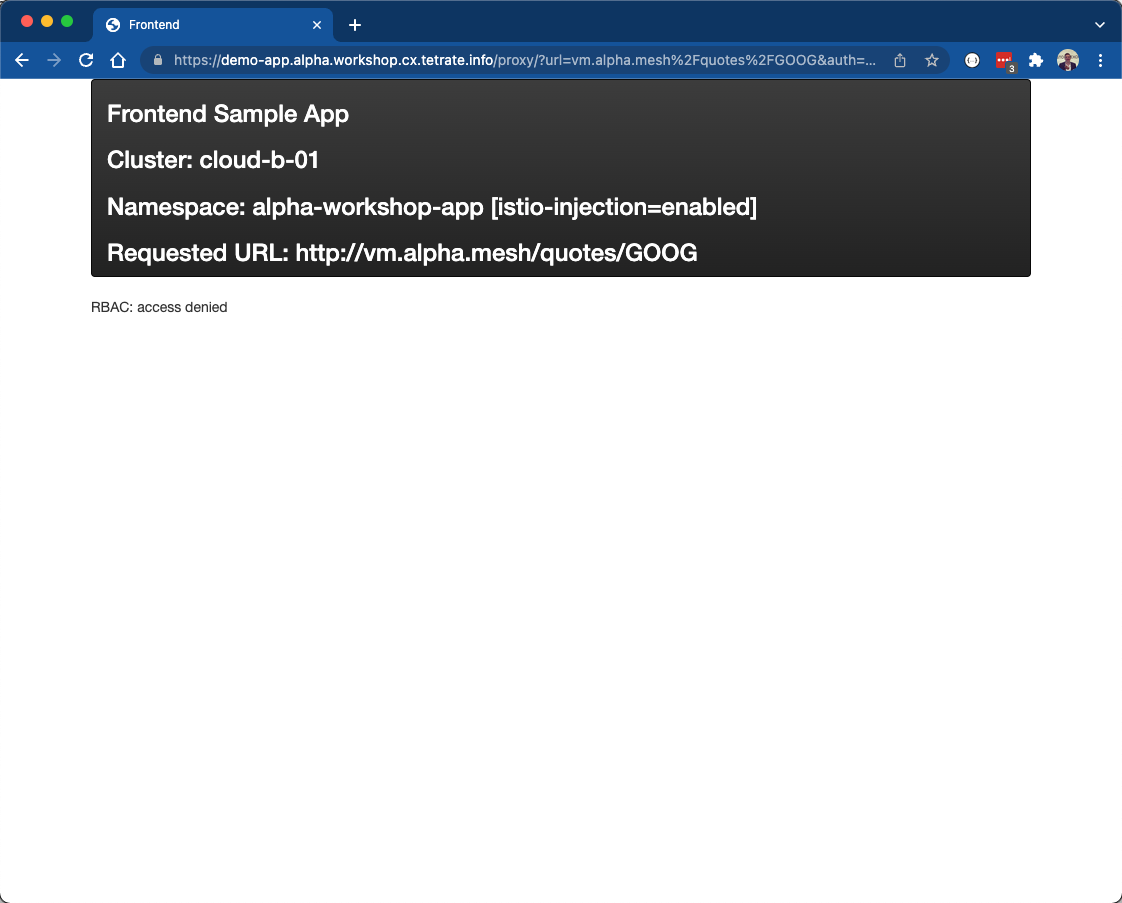 Frontend
https://demo-app.alpha.workshop.cx.tetrate.info/proxy/?url=vm.alpha.mesh%2Fquotes%2FGOOG&auth=...
3
Frontend Sample App
Cluster: cloud-b-01
Namespace: alpha-workshop-app [istio-injection=enabled]
Requested URL: http://vm.alpha.mesh/quotes/GOOG
RBAC: access denied